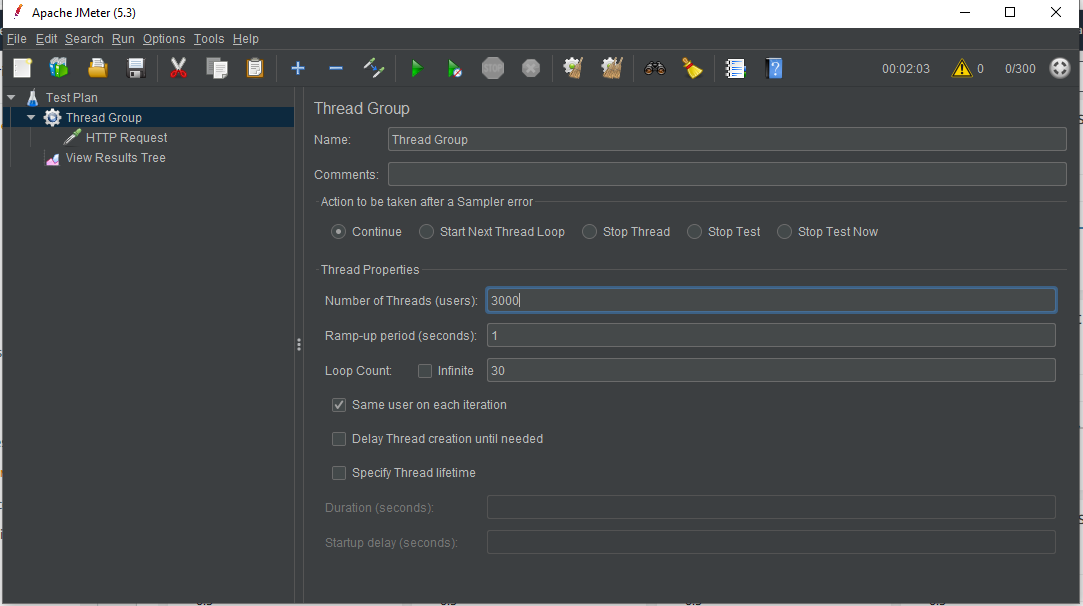 Apache JMeter (5.3)
File Edit Search Run Options Tools Help
STOP 00:02:03 0 0/300
Test Plan
Thread Group
HTTP Request
View Results Tree
Thread Group
Name: Thread Group
Comments:
Action to be taken after a Sampler error
Continue Start Next Thread Loop Stop Thread Stop Test Stop Test Now
Thread Properties
Number of Threads (users): 3000
Ramp-up period (seconds): 1
Loop Count: Infinite 30
Same user on each iteration
Delay Thread creation until needed
Specify Thread lifetime
Duration (seconds):
Startup delay (seconds):